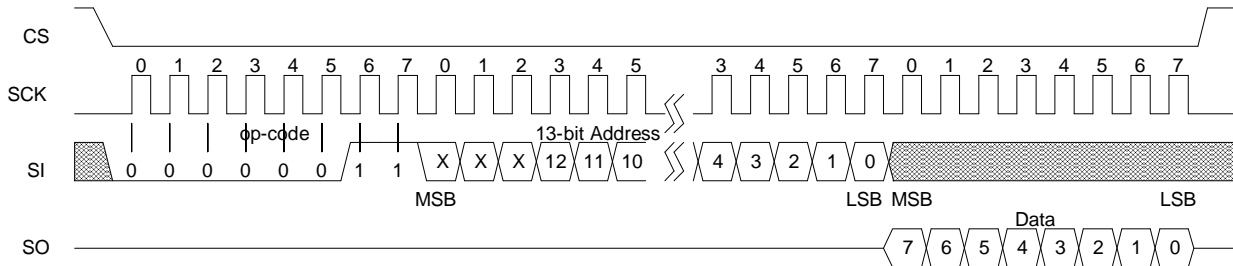 CS
0 1 2 3 4 5 6 7 0 1 2 3 4 5 3 4 5 6 7 0 1 2 3 4 5 6 7
SCK
op-code 13-bit Address
SI 0 0 0 0 0 0 1 1 X X X 12 11 10 4 3 2 1 0
MSB LSB MSB LSB
Data
SO 7 6 5 4 3 2 1 0